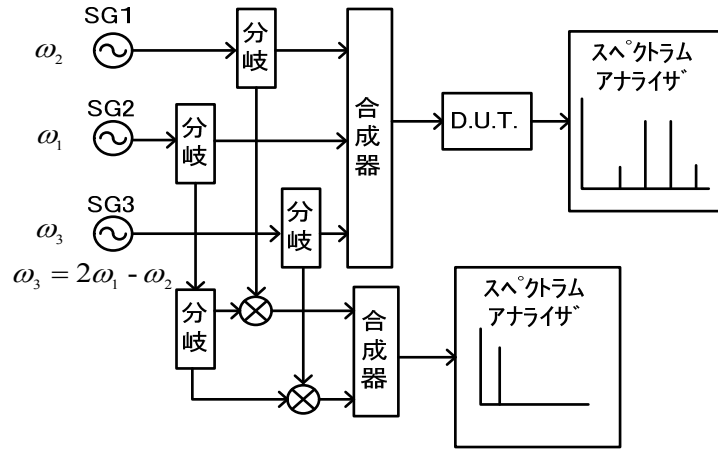 SG1
ω₂
分岐
SG2
ω₁
分岐
合成器
D.U.T.
スペクトラム
アナライザ
SG3
ω₃
分岐
ω₃ = 2ω₁ - ω₂
分岐
合成器
スペクトラム
アナライザ